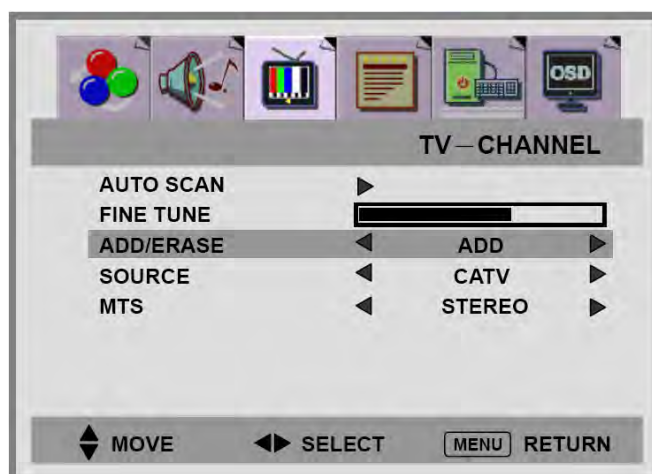 OSD
TV—CHANNEL
AUTO SCAN
FINE TUNE
ADD/ERASE ADD
SOURCE CATV
MTS STEREO
MOVE SELECT MENU RETURN